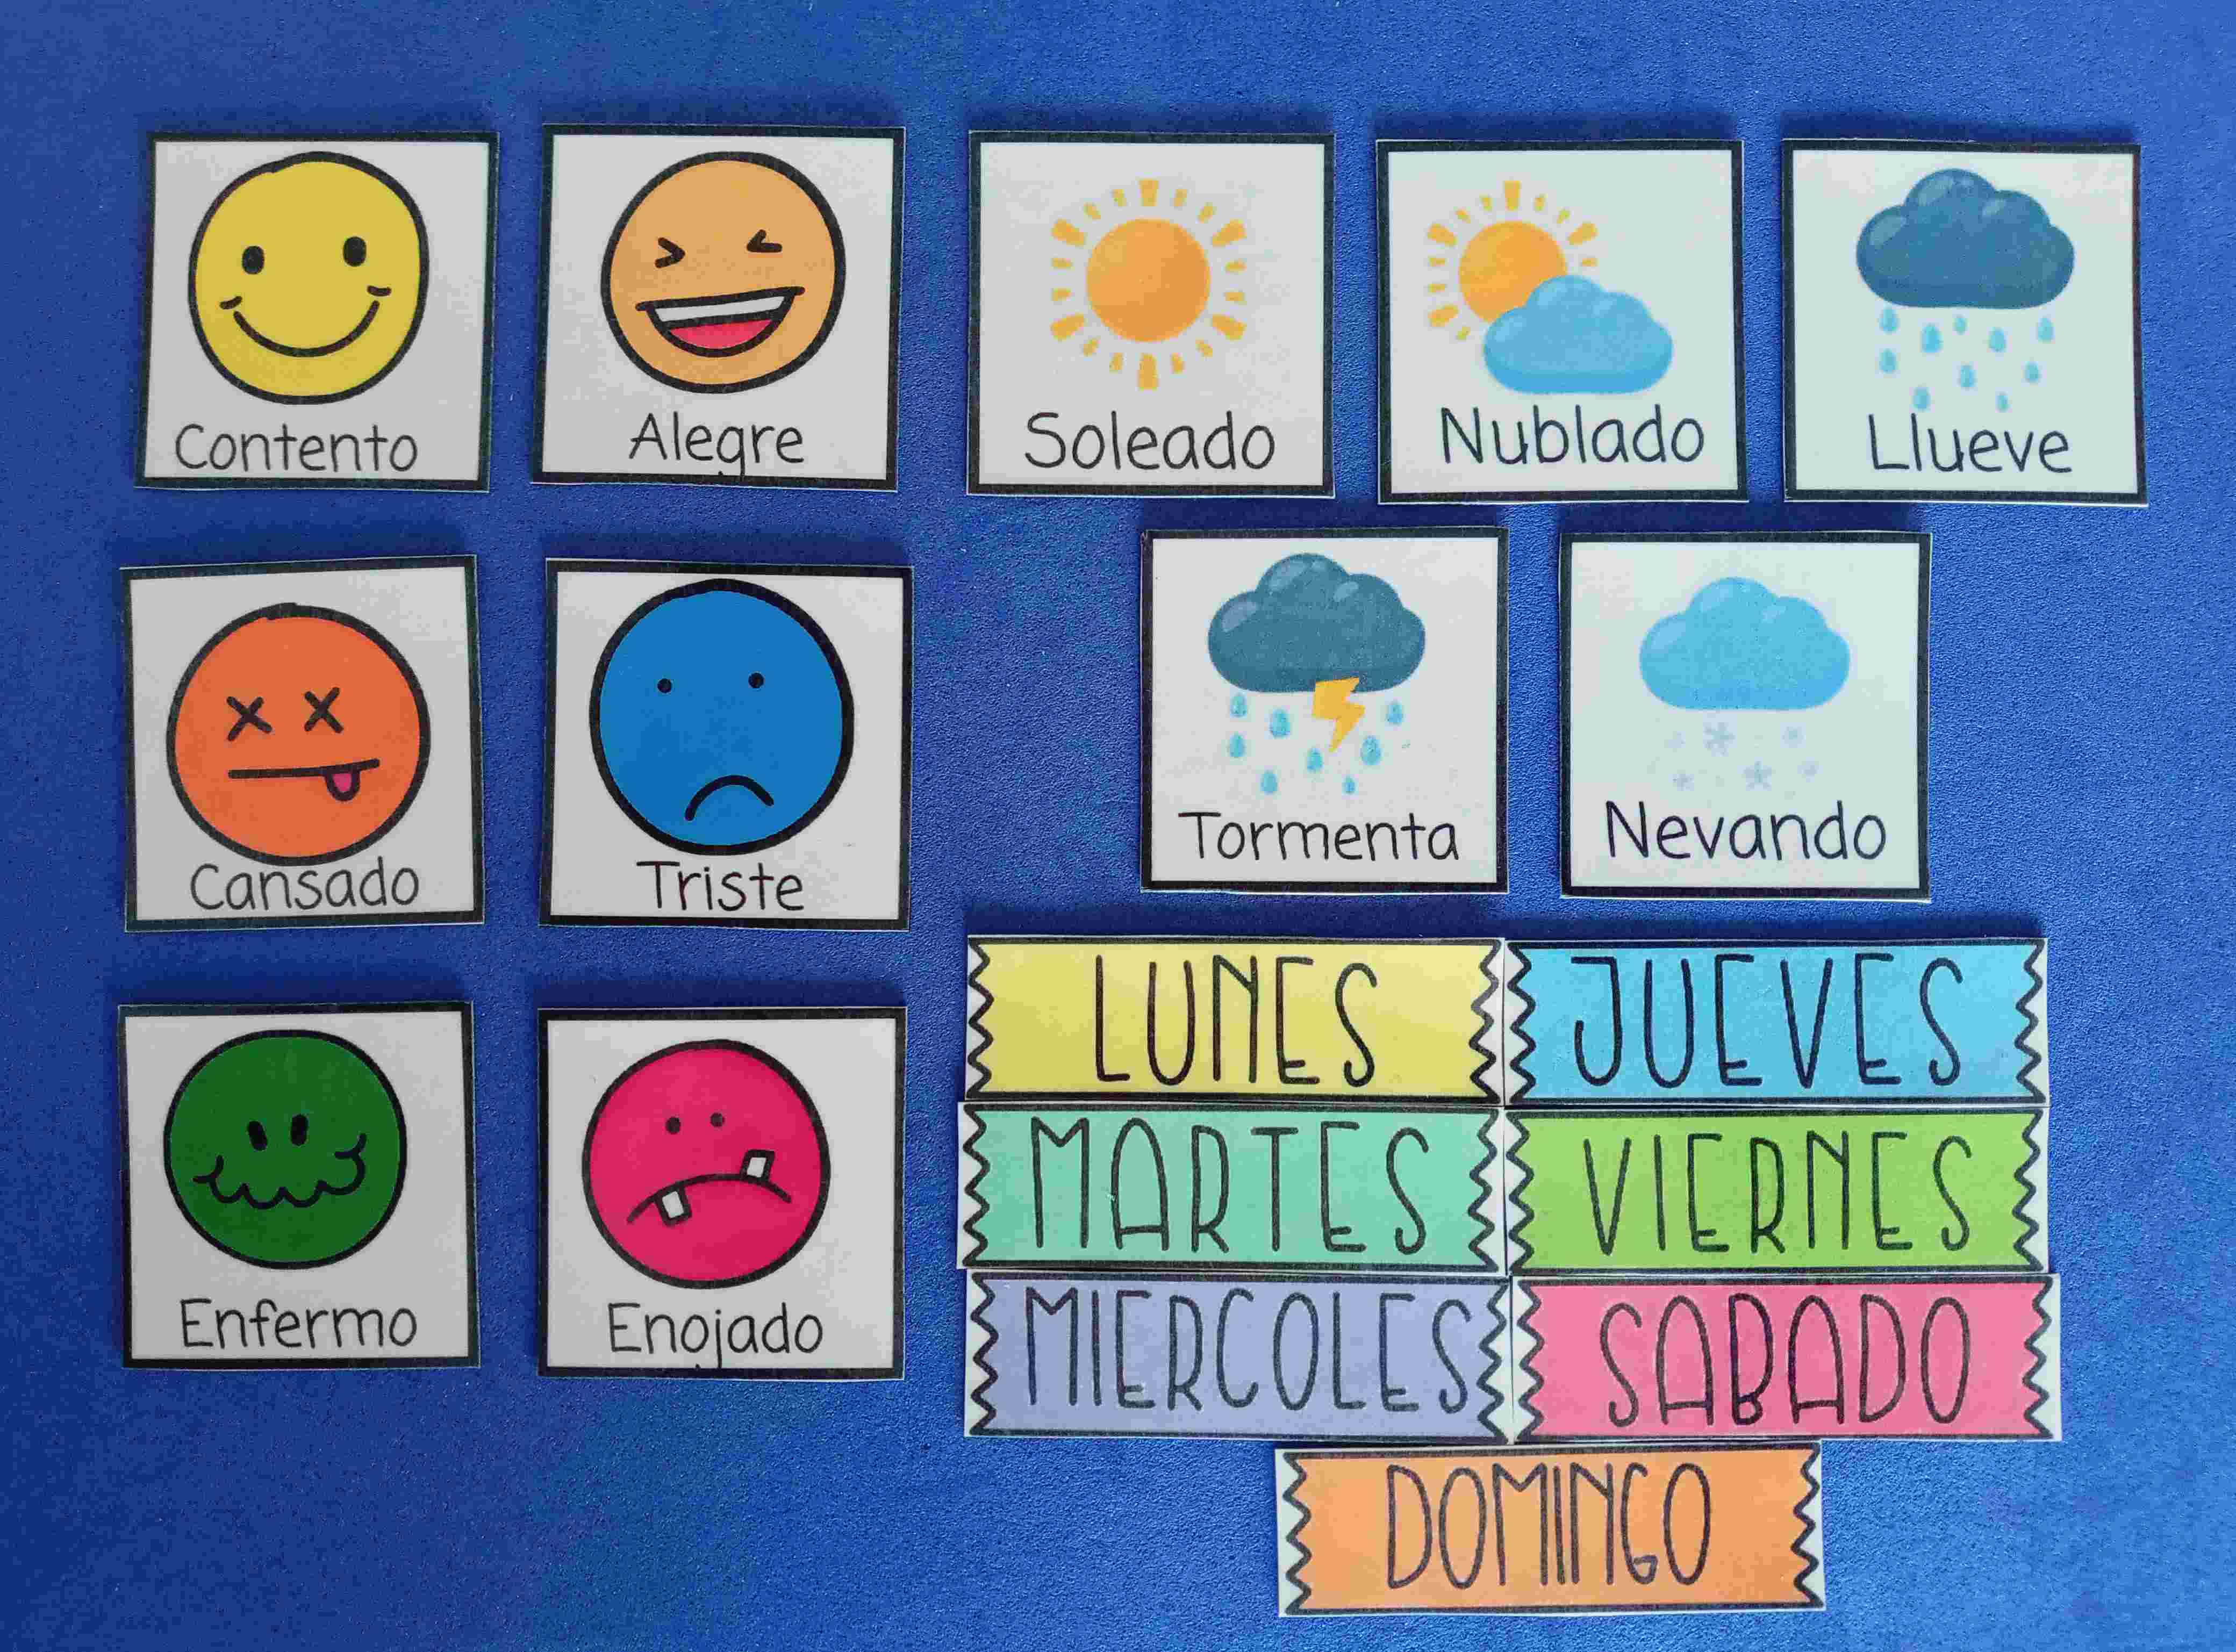 Contento
Alegre
Soleado
Nublado
Llueve
Cansado
Triste
Tormenta
Nevando
Enfermo
Enojado
LUNES
JUEVES
MARTES
VIERNES
MIERCOLES
SABADO
DOMINGO